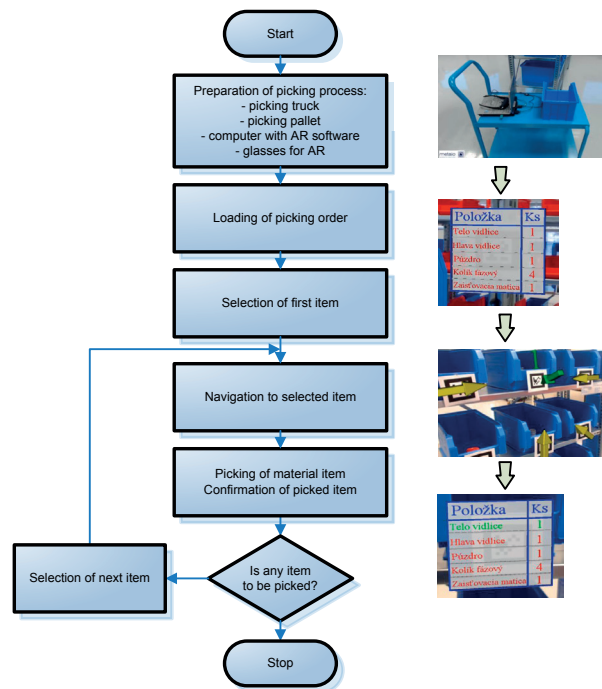 Start
Preparation of picking process:
- picking truck
- picking pallet
- computer with AR software
- glasses for AR
Loading of picking order
Selection of first item
Navigation to selected item
Picking of material item
Confirmation of picked item
Is any item
to be picked?
Selection of next item
Stop
metaio
Položka Ks
Telo vidlice 1
Hlava vidlice 1
Púzdro 1
Kolík fázový 4
Zaisťovacia matica 1
Položka Ks
Telo vidlice 1
Hlava vidlice 1
Púzdro 1
Kolík fázový 4
Zaisťovacia matica 1